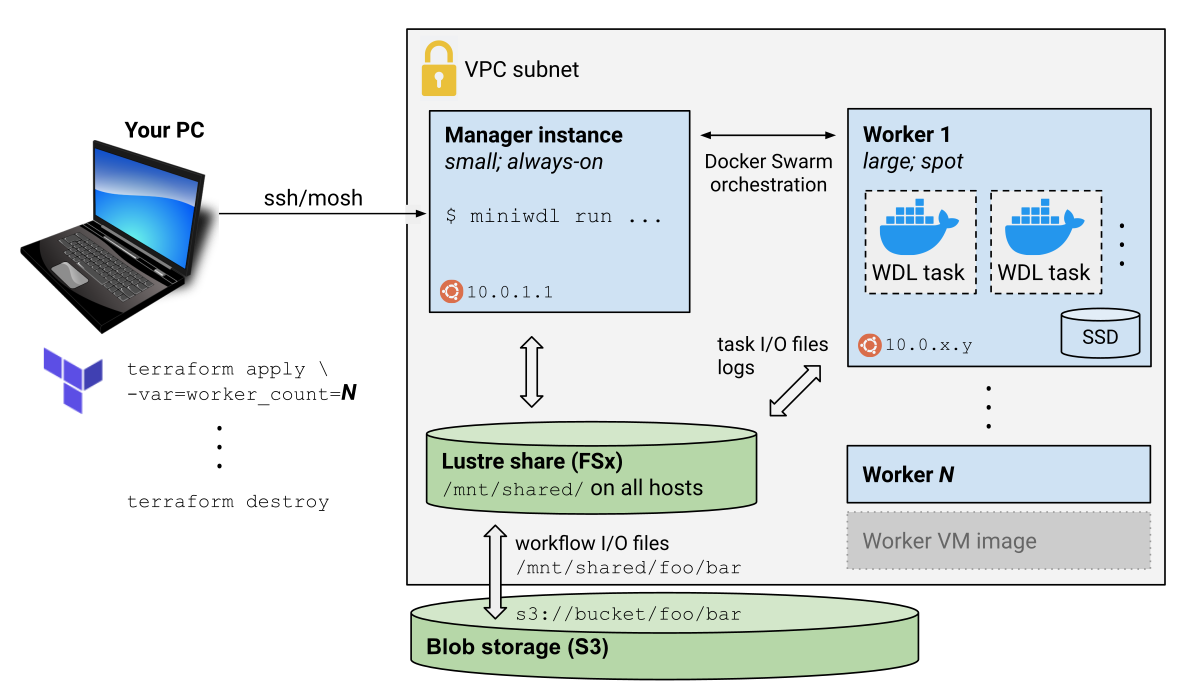 VPC subnet
Your PC
ssh/mosh
Manager instance
small; always-on
$ miniwdl run ...
10.0.1.1
Docker Swarm
orchestration
Worker 1
large; spot
WDL task
WDL task
SSD
10.0.x.y
task I/O files
logs
terraform apply \
-var=worker_count=N
terraform destroy
Lustre share (FSx)
/mnt/shared/ on all hosts
Worker N
Worker VM image
workflow I/O files
/mnt/shared/foo/bar
s3://bucket/foo/bar
Blob storage (S3)